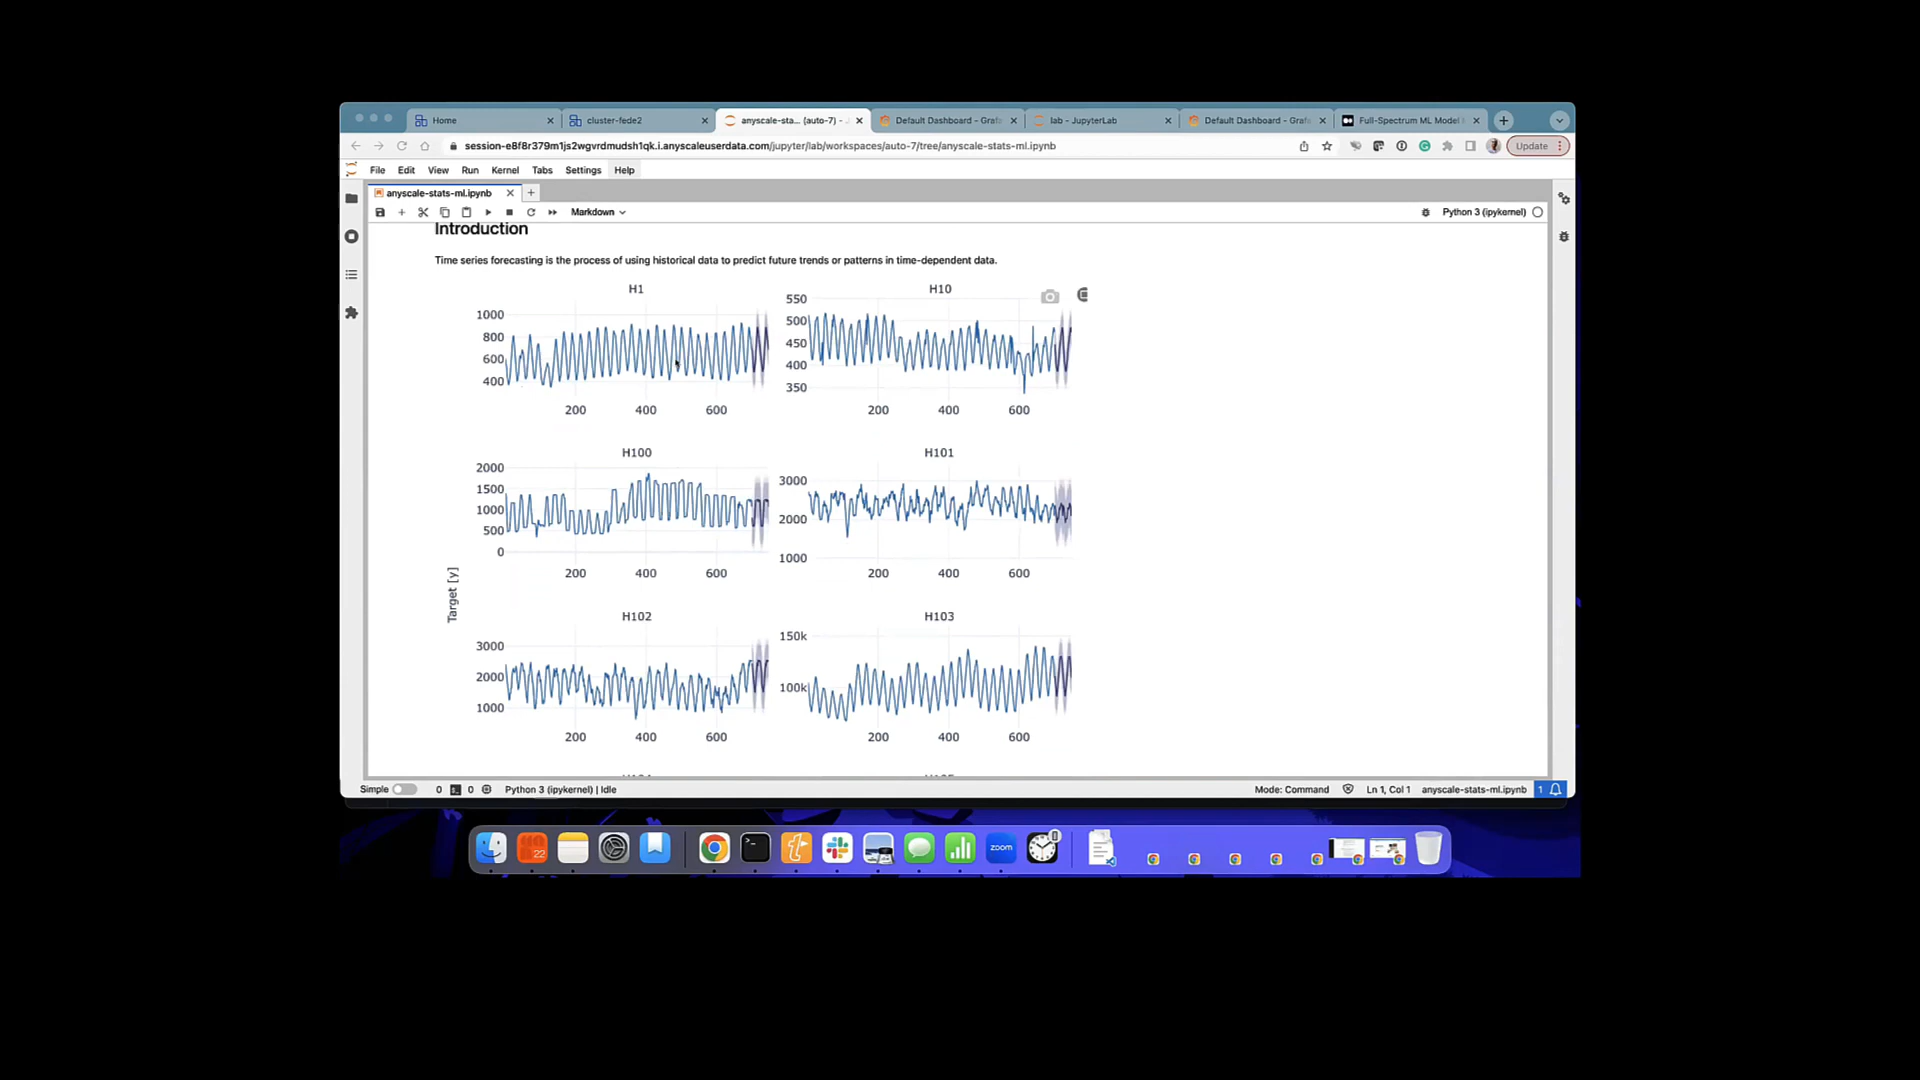 Home
cluster-fede2
anyscale-sta... (auto-7) -
Default Dashboard - Grafa
lab - JupyterLab
Default Dashboard - Grafa
Full-Spectrum ML Model
session-e8f8r379m1js2wgvrdmudsh1qk.i.anyscaleuserdata.com/jupyter/lab/workspaces/auto-7/tree/anyscale-stats-ml.ipynb
Update
File Edit View Run Kernel Tabs Settings Help
anyscale-stats-ml.ipynb
Markdown
Python 3 (ipykernel)
Introduction
Time series forecasting is the process of using historical data to predict future trends or patterns in time-dependent data.
H1
1000
800
600
400
200 400 600
H10
550
500
450
400
350
200 400 600
H100
2000
1500
1000
500
0
200 400 600
H101
3000
2000
1000
200 400 600
Target [y]
H102
3000
2000
1000
200 400 600
H103
150k
100k
200 400 600
Simple 0 0 Python 3 (ipykernel) | Idle
Mode: Command Ln 1, Col 1 anyscale-stats-ml.ipynb 1
22
zoom